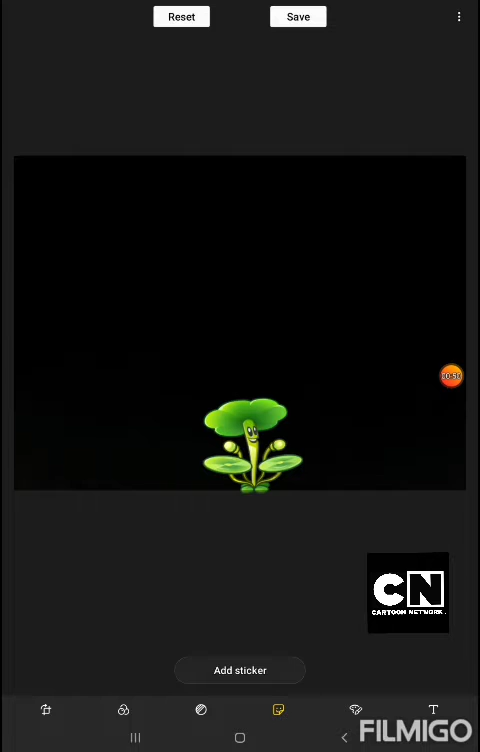 Reset
Save
00:50
CN
CARTOON NETWORK.
Add sticker
T
FILMIGO